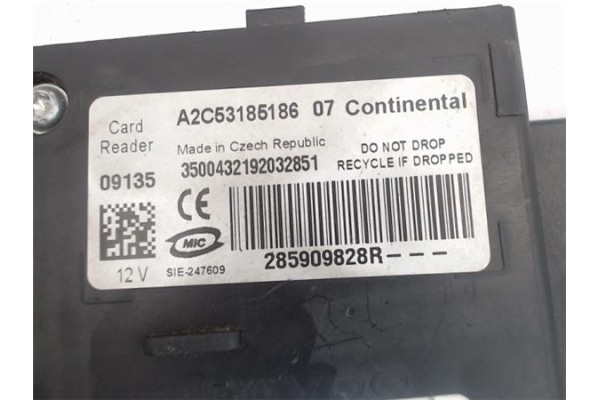 Card Reader
A2C53185186 07 Continental
Made in Czech Republic
DO NOT DROP
RECYCLE IF DROPPED
3500432192032851
09135
CE
MIC
12 V
SIE-247609
285909828R---